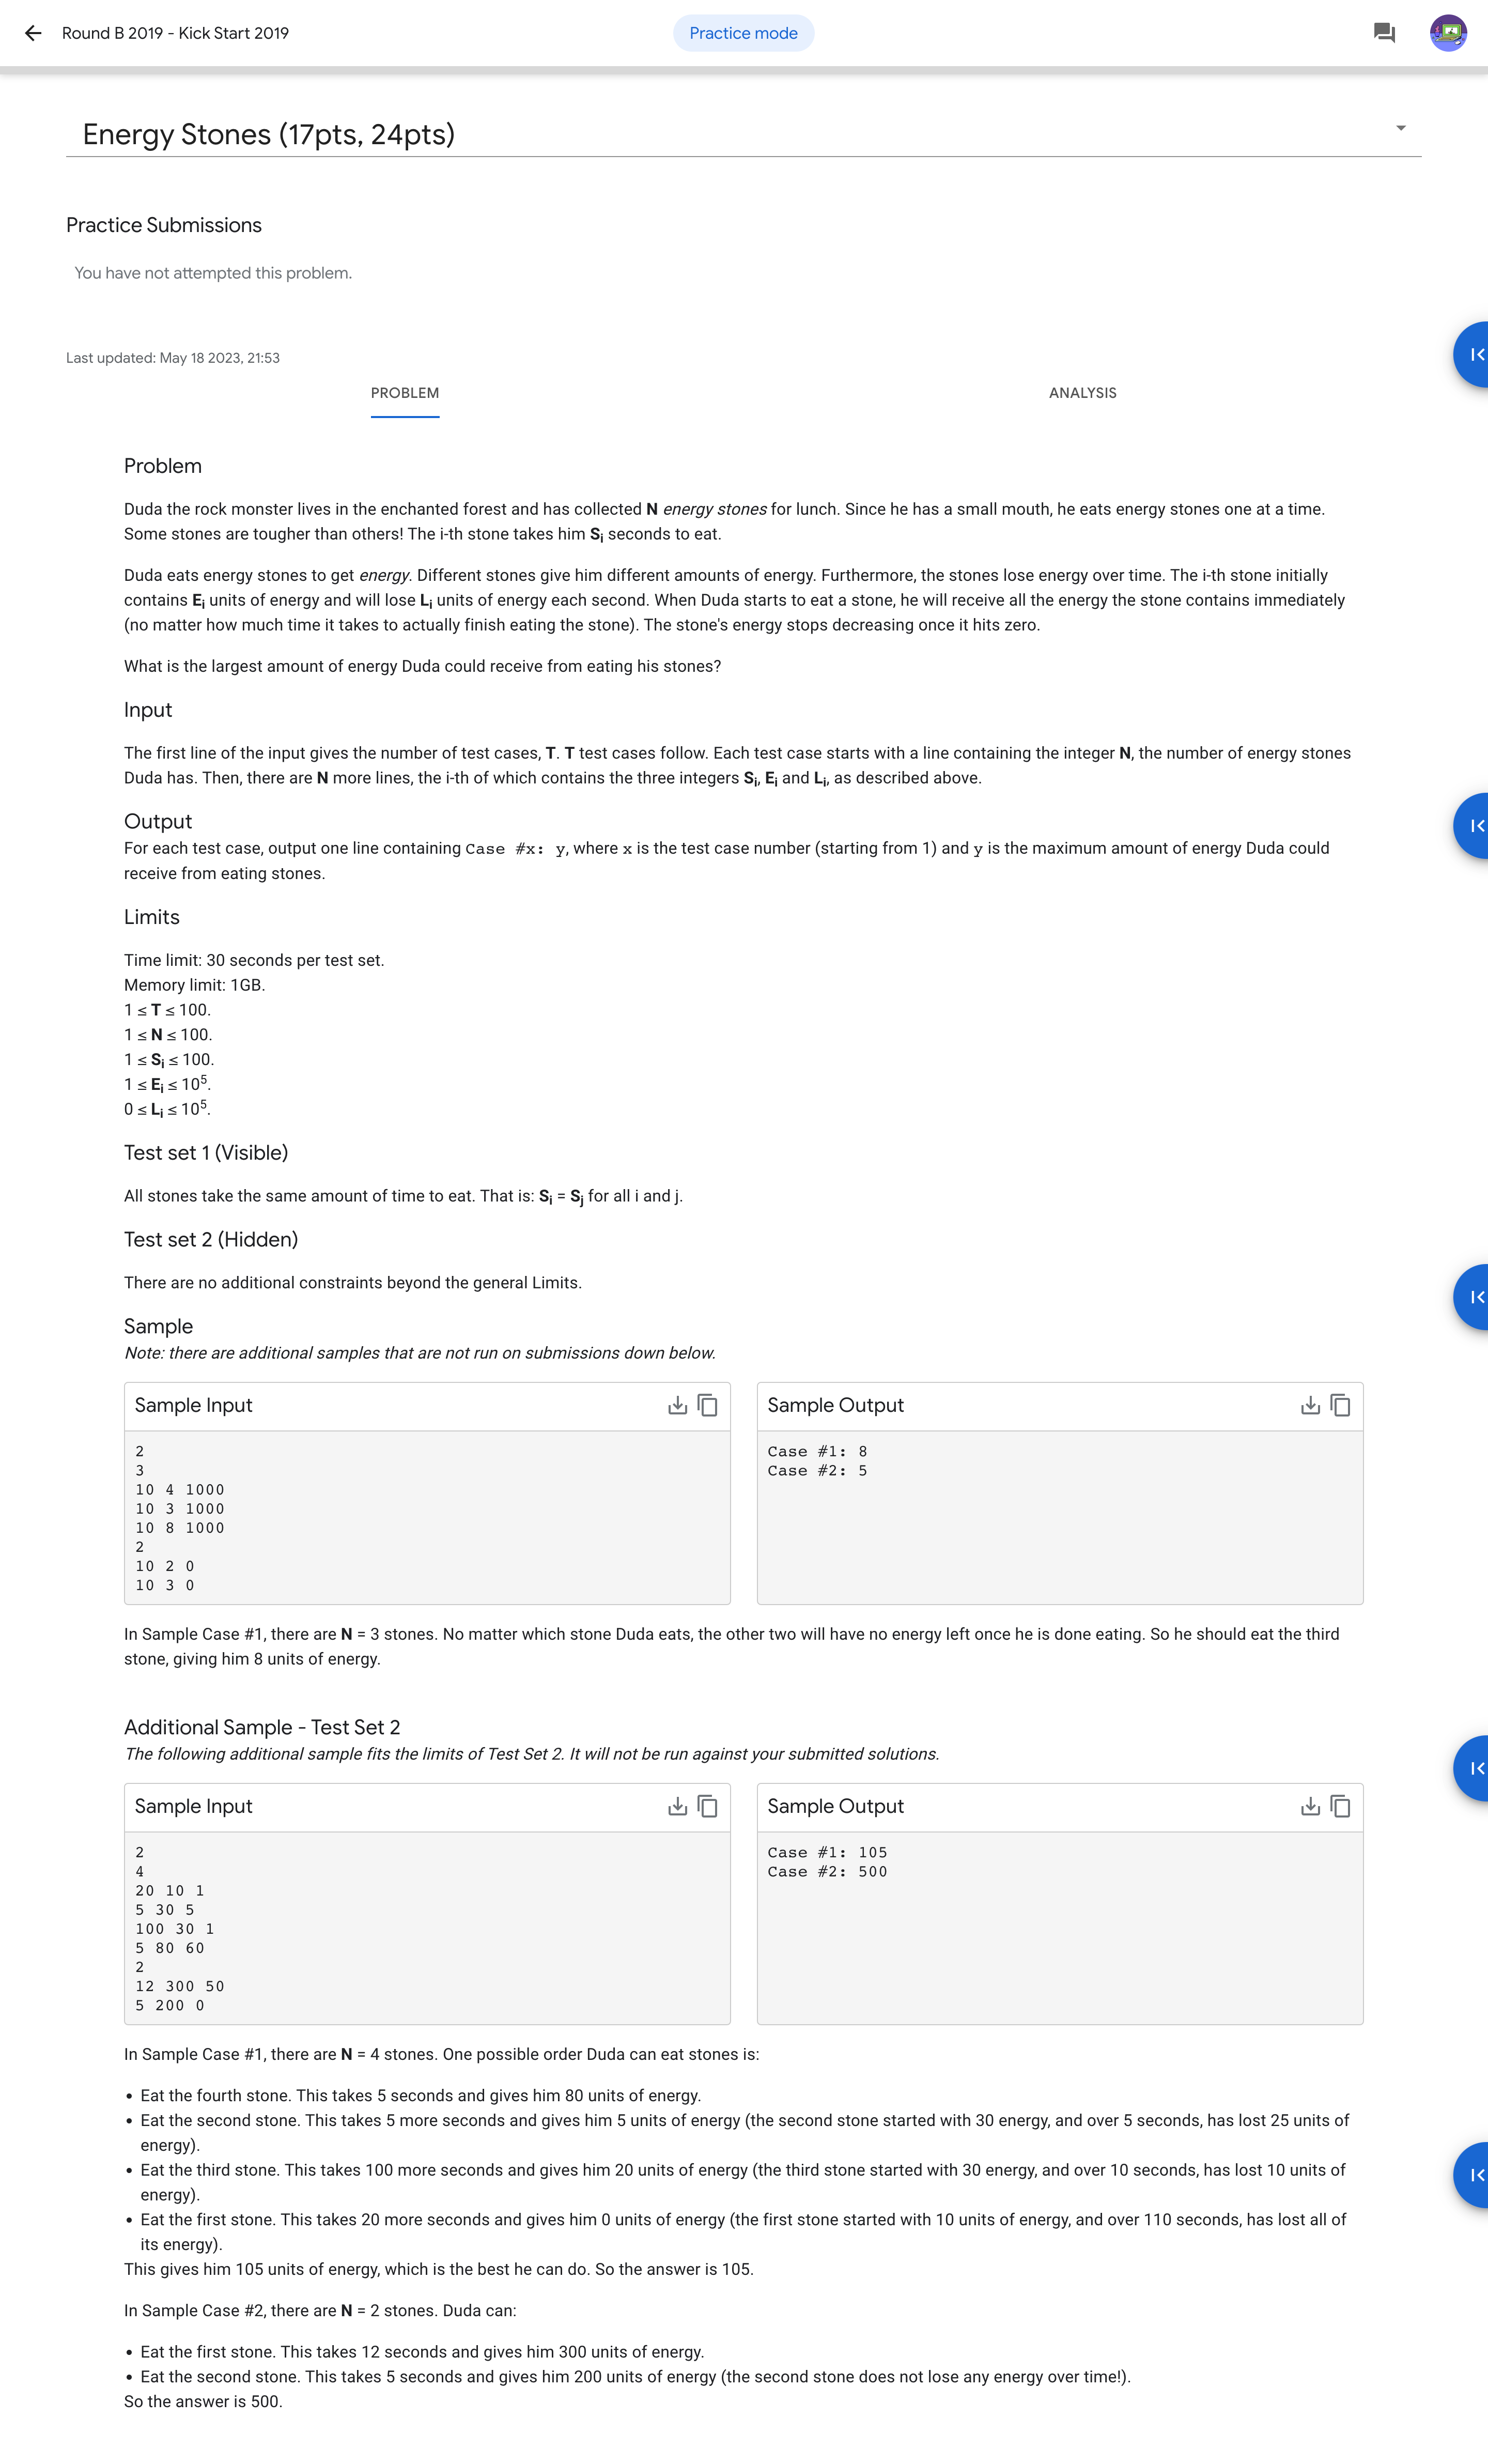 Round B 2019 - Kick Start 2019
Practice mode
Energy Stones (17pts, 24pts)
Practice Submissions
You have not attempted this problem.
Last updated: May 18 2023, 21:53
PROBLEM
ANALYSIS
Problem
Duda the rock monster lives in the enchanted forest and has collected N energy stones for lunch. Since he has a small mouth, he eats energy stones one at a time.
Some stones are tougher than others! The i-th stone takes him Si seconds to eat.
Duda eats energy stones to get energy. Different stones give him different amounts of energy. Furthermore, the stones lose energy over time. The i-th stone initially
contains Ei units of energy and will lose Li units of energy each second. When Duda starts to eat a stone, he will receive all the energy the stone contains immediately
(no matter how much time it takes to actually finish eating the stone). The stone's energy stops decreasing once it hits zero.
What is the largest amount of energy Duda could receive from eating his stones?
Input
The first line of the input gives the number of test cases, T. T test cases follow. Each test case starts with a line containing the integer N, the number of energy stones
Duda has. Then, there are N more lines, the i-th of which contains the three integers Si, Ei and Li, as described above.
Output
For each test case, output one line containing Case #x: y, where x is the test case number (starting from 1) and y is the maximum amount of energy Duda could
receive from eating stones.
Limits
Time limit: 30 seconds per test set.
Memory limit: 1GB.
1 ≤ T ≤ 100.
1 ≤ N ≤ 100.
1 ≤ Si ≤ 100.
1 ≤ Ei ≤ 10^5.
0 ≤ Li ≤ 10^5.
Test set 1 (Visible)
All stones take the same amount of time to eat. That is: Si = Sj for all i and j.
Test set 2 (Hidden)
There are no additional constraints beyond the general Limits.
Sample
Note: there are additional samples that are not run on submissions down below.
Sample Input
2
3
10 4 1000
10 3 1000
10 8 1000
2
10 2 0
10 3 0
Sample Output
Case #1: 8
Case #2: 5
In Sample Case #1, there are N = 3 stones. No matter which stone Duda eats, the other two will have no energy left once he is done eating. So he should eat the third
stone, giving him 8 units of energy.
Additional Sample - Test Set 2
The following additional sample fits the limits of Test Set 2. It will not be run against your submitted solutions.
Sample Input
2
4
20 10 1
5 30 5
100 30 1
5 80 60
2
12 300 50
5 200 0
Sample Output
Case #1: 105
Case #2: 500
In Sample Case #1, there are N = 4 stones. One possible order Duda can eat stones is:
• Eat the fourth stone. This takes 5 seconds and gives him 80 units of energy.
• Eat the second stone. This takes 5 more seconds and gives him 5 units of energy (the second stone started with 30 energy, and over 5 seconds, has lost 25 units of
energy).
• Eat the third stone. This takes 100 more seconds and gives him 20 units of energy (the third stone started with 30 energy, and over 10 seconds, has lost 10 units of
energy).
• Eat the first stone. This takes 20 more seconds and gives him 0 units of energy (the first stone started with 10 units of energy, and over 110 seconds, has lost all of
its energy).
This gives him 105 units of energy, which is the best he can do. So the answer is 105.
In Sample Case #2, there are N = 2 stones. Duda can:
• Eat the first stone. This takes 12 seconds and gives him 300 units of energy.
• Eat the second stone. This takes 5 seconds and gives him 200 units of energy (the second stone does not lose any energy over time!).
So the answer is 500.